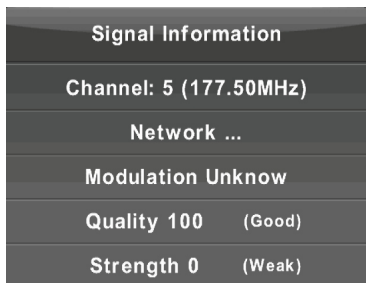 Signal Information
Channel: 5 (177.50MHz)
Network ...
Modulation Unknow
Quality 100 (Good)
Strength 0 (Weak)